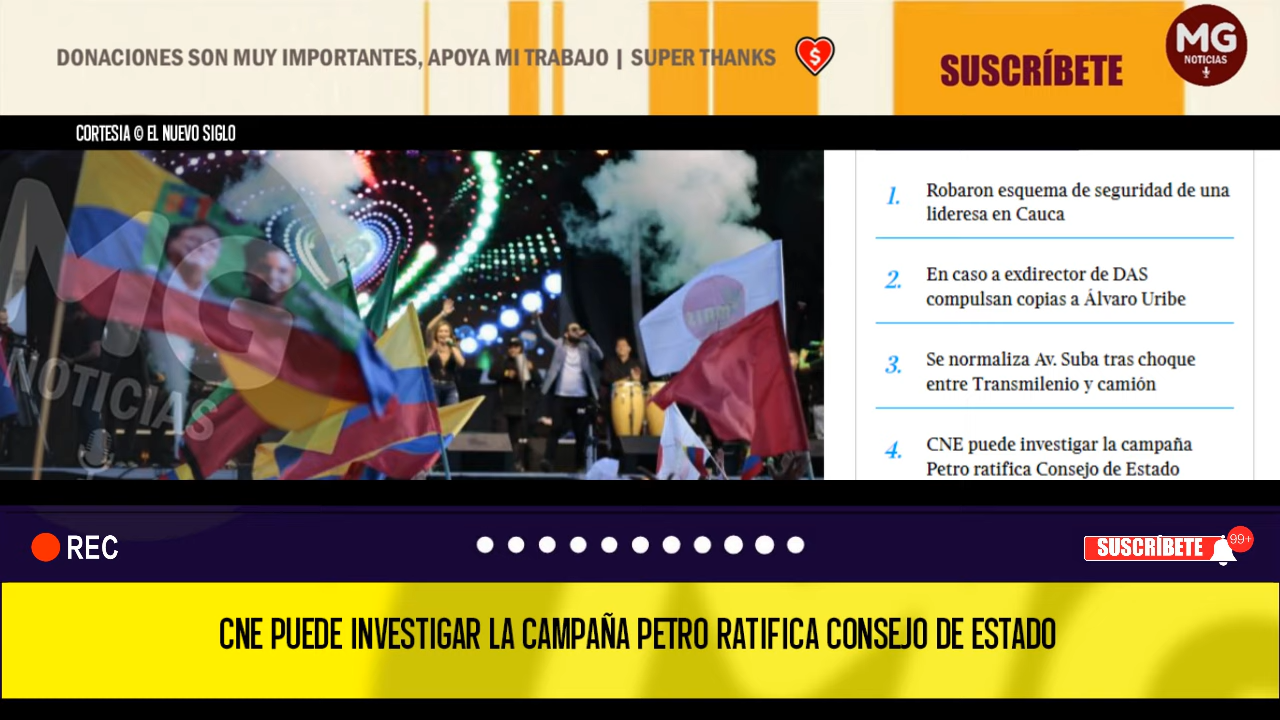 DONACIONES SON MUY IMPORTANTES, APOYA MI TRABAJO | SUPER THANKS
$
SUSCRÍBETE
MG
NOTICIAS
CORTESIA © EL NUEVO SIGLO
MG
NOTICIAS
1. Robaron esquema de seguridad de una
lideresa en Cauca
2. En caso a exdirector de DAS
compulsan copias a Álvaro Uribe
3. Se normaliza Av. Suba tras choque
entre Transmilenio y camión
4. CNE puede investigar la campaña
Petro ratifica Consejo de Estado
REC
SUSCRÍBETE
99+
CNE PUEDE INVESTIGAR LA CAMPAÑA PETRO RATIFICA CONSEJO DE ESTADO